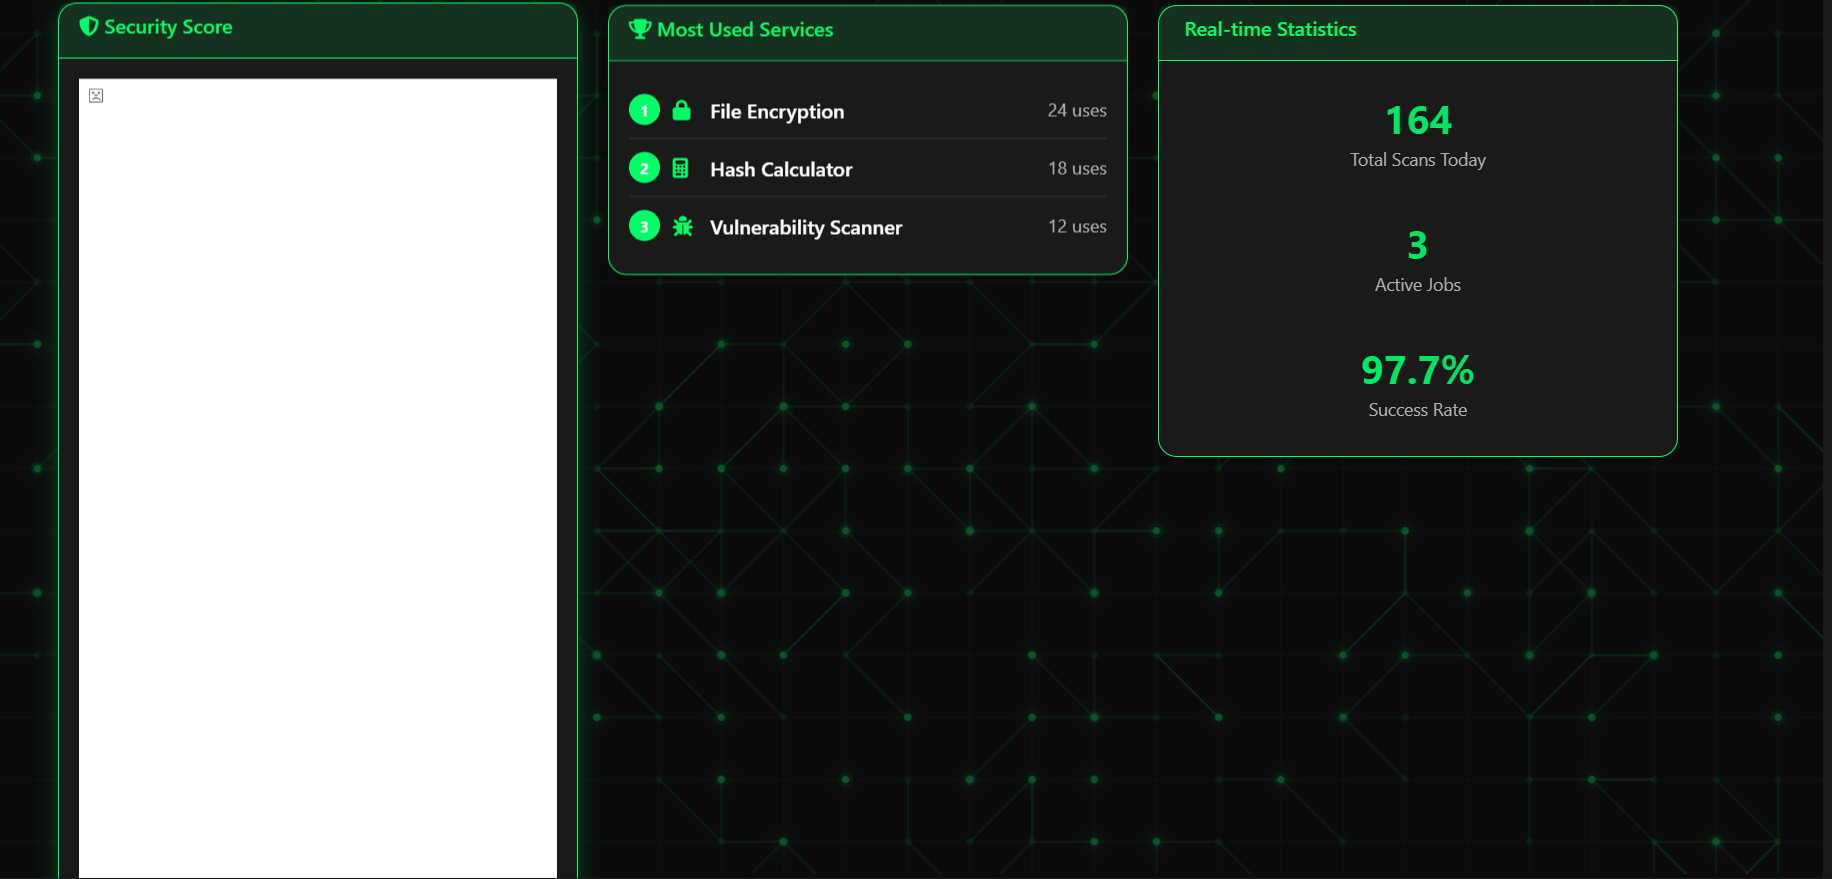 Security Score
Most Used Services
1 File Encryption 24 uses
2 Hash Calculator 18 uses
3 Vulnerability Scanner 12 uses
Real-time Statistics
164
Total Scans Today
3
Active Jobs
97.7%
Success Rate